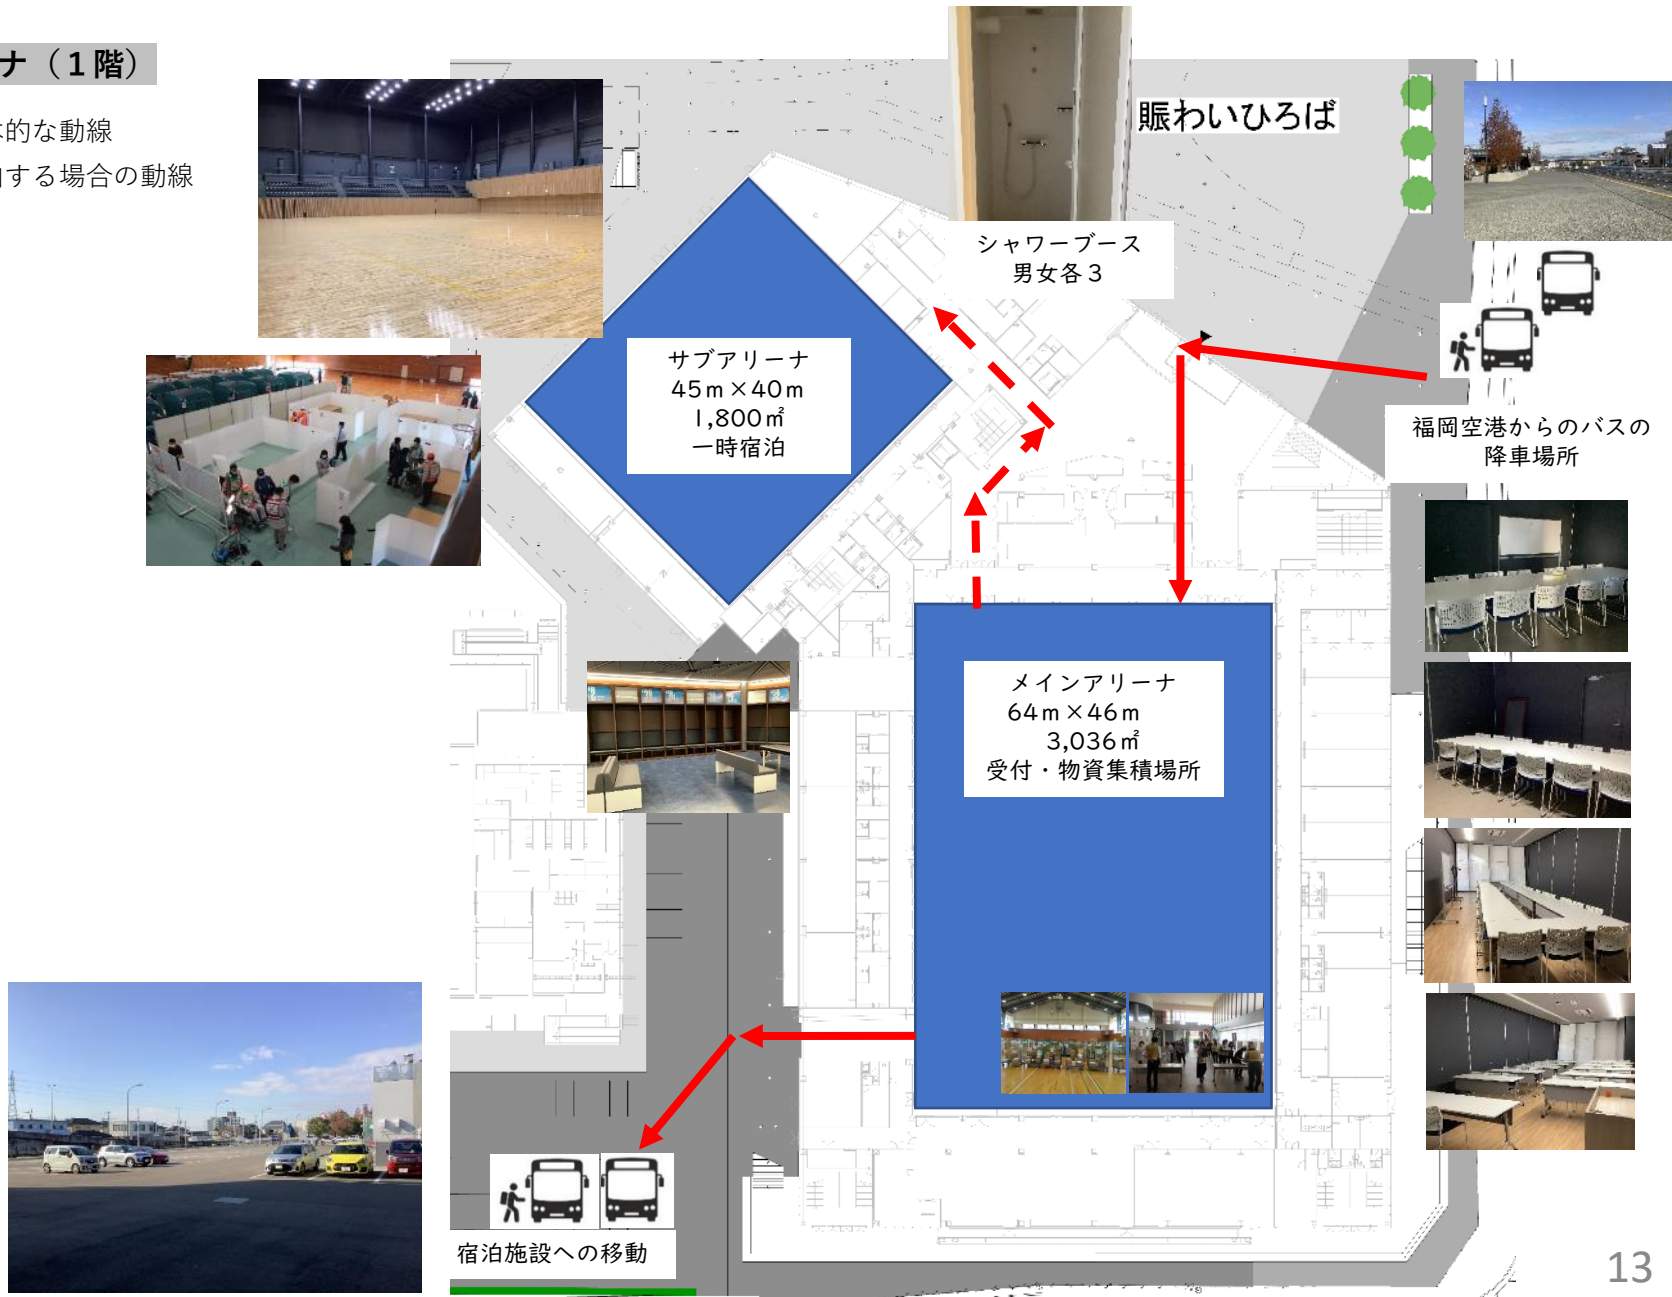 ナ（１階）
的な動線
する場合の動線
賑わいひろば
シャワーブース
男女各３
サブアリーナ
45ｍ×40ｍ
1,800㎡
一時宿泊
福岡空港からのバスの
降車場所
メインアリーナ
64ｍ×46ｍ
3,036㎡
受付・物資集積場所
宿泊施設への移動
13